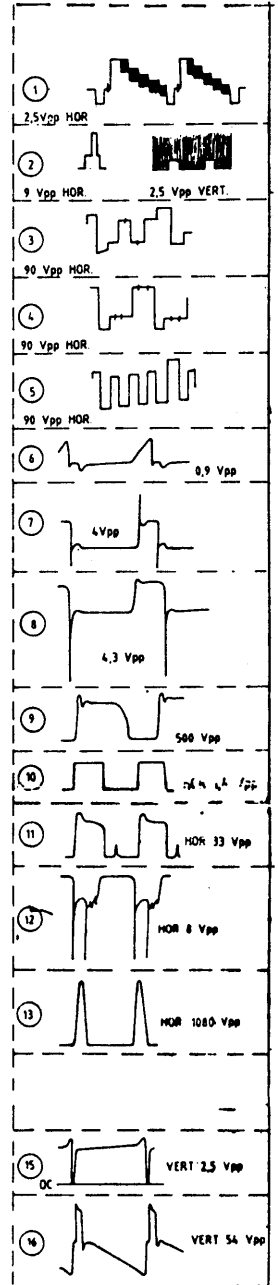 1
2,5Vpp HOR
2
9 Vpp HOR. 2,5 Vpp VERT.
3
90 Vpp HOR.
4
90 Vpp HOR.
5
90 Vpp HOR.
6
0,9 Vpp
7
4Vpp
8
4,3 Vpp
9
500 Vpp
10
Vpp
11
HOR 33 Vpp
12
HOR 8 Vpp
13
HOR 1080 Vpp
15
VERT 2,5 Vpp
OC
16
VERT 54 Vpp